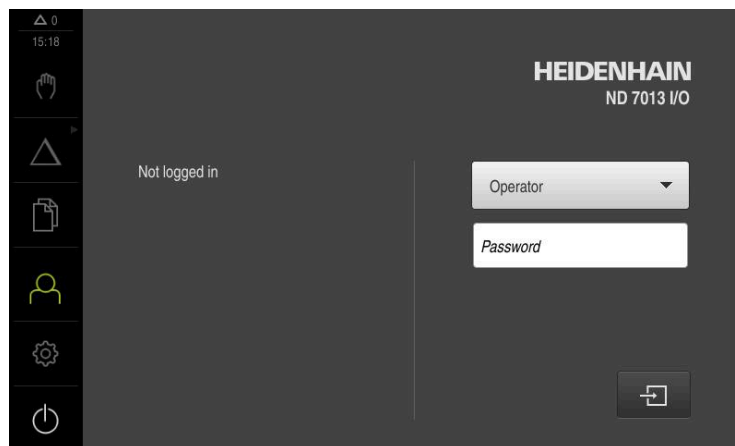 0
15:18
HEIDENHAIN
ND 7013 I/O
Not logged in
Operator
Password